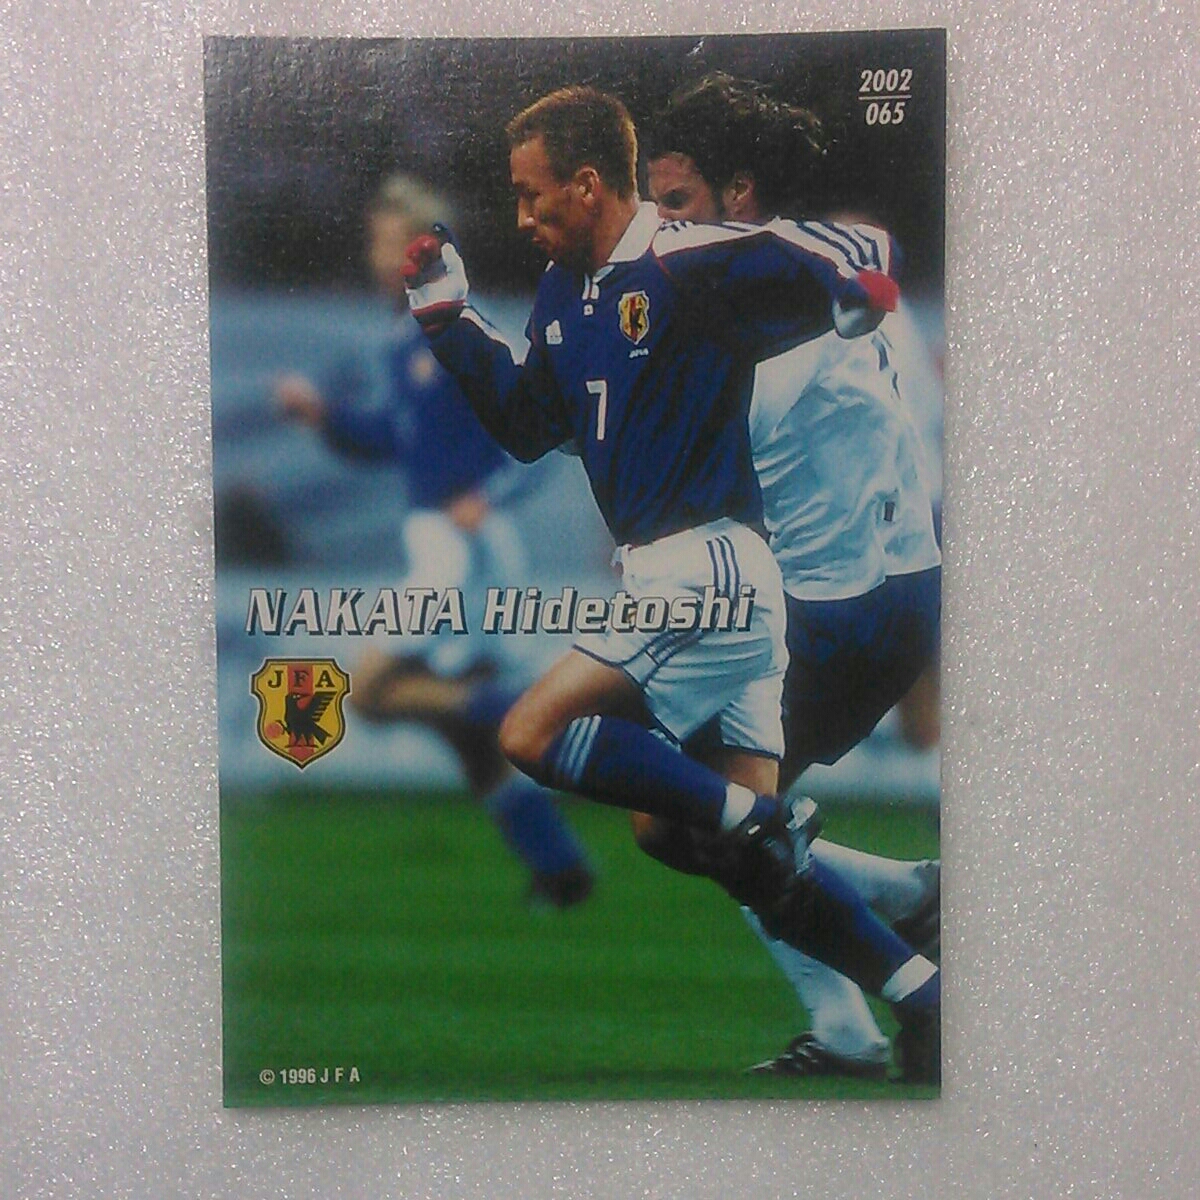 2002
065
7
NAKATA Hidetoshi
JFA
© 1996 J F A